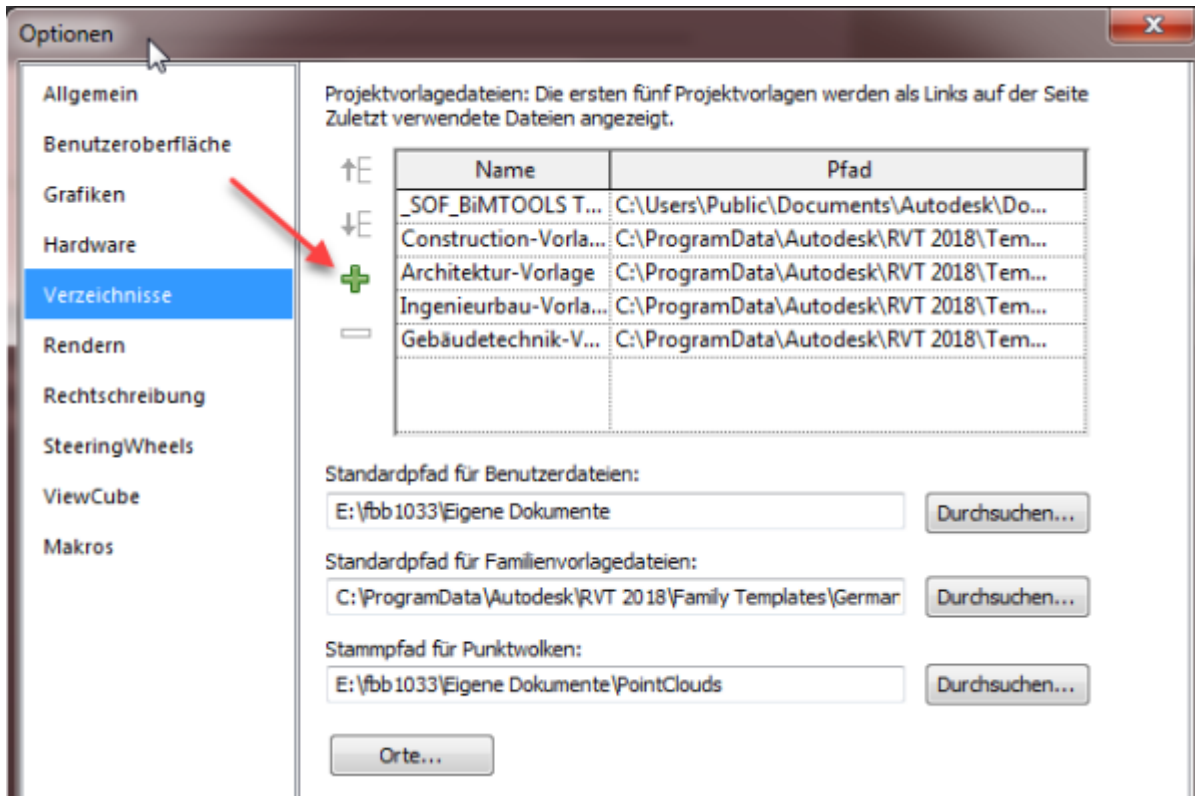 Optionen
Allgemein
Benutzeroberfläche
Grafiken
Hardware
Verzeichnisse
Rendern
Rechtschreibung
SteeringWheels
ViewCube
Makros
Projektvorlagedateien: Die ersten fünf Projektvorlagen werden als Links auf der Seite
Zuletzt verwendete Dateien angezeigt.
Name Pfad
_SOF_BiMTOOLS T... C:\Users\Public\Documents\Autodesk\Do...
Construction-Vorla... C:\ProgramData\Autodesk\RVT 2018\Tem...
Architektur-Vorlage C:\ProgramData\Autodesk\RVT 2018\Tem...
Ingenieurbau-Vorla... C:\ProgramData\Autodesk\RVT 2018\Tem...
Gebäudetechnik-V... C:\ProgramData\Autodesk\RVT 2018\Tem...
Standardpfad für Benutzerdateien:
E:\fbb1033\Eigene Dokumente Durchsuchen...
Standardpfad für Familienvorlagedateien:
C:\ProgramData\Autodesk\RVT 2018\Family Templates\German Durchsuchen...
Stammpfad für Punktwolken:
E:\fbb1033\Eigene Dokumente\PointClouds Durchsuchen...
Orte...